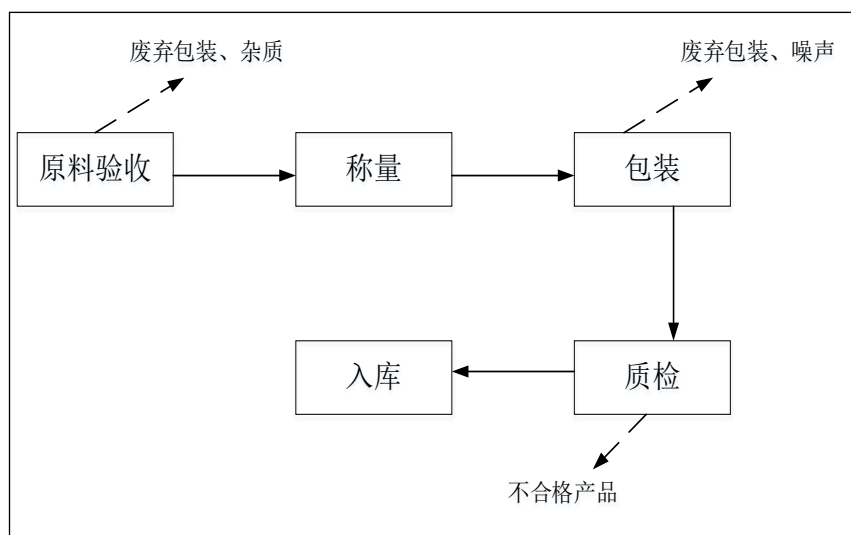 废弃包装、杂质
废弃包装、噪声
原料验收
称量
包装
入库
质检
不合格产品